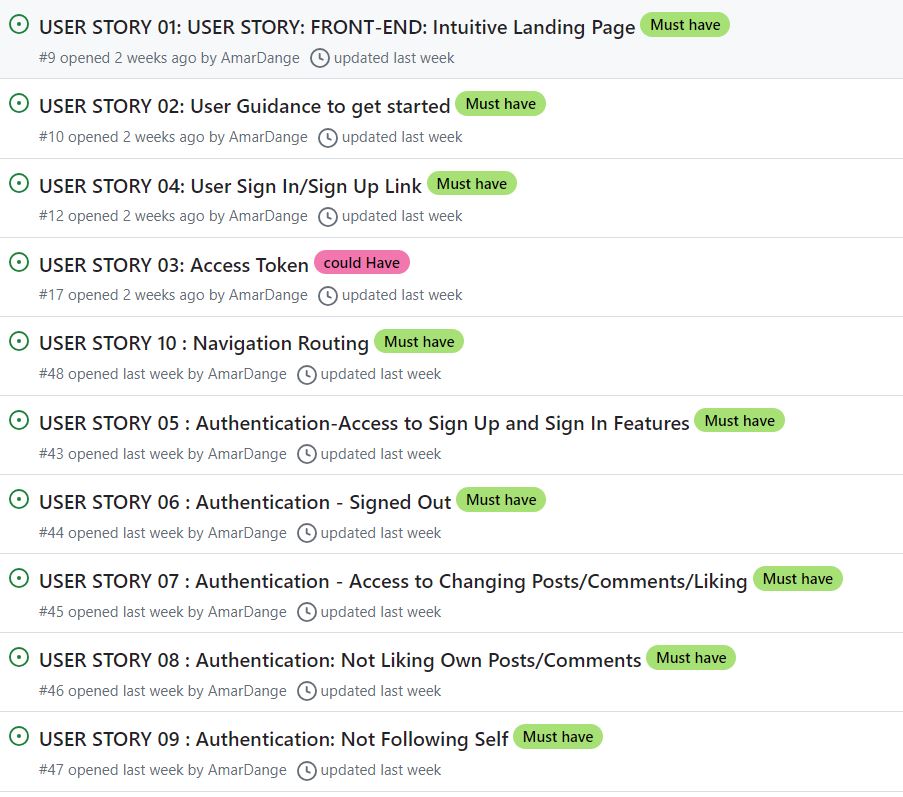 USER STORY 01: USER STORY: FRONT-END: Intuitive Landing Page Must have
#9 opened 2 weeks ago by AmarDange updated last week
USER STORY 02: User Guidance to get started Must have
#10 opened 2 weeks ago by AmarDange updated last week
USER STORY 04: User Sign In/Sign Up Link Must have
#12 opened 2 weeks ago by AmarDange updated last week
USER STORY 03: Access Token could Have
#17 opened 2 weeks ago by AmarDange updated last week
USER STORY 10 : Navigation Routing Must have
#48 opened last week by AmarDange updated last week
USER STORY 05 : Authentication-Access to Sign Up and Sign In Features Must have
#43 opened last week by AmarDange updated last week
USER STORY 06 : Authentication - Signed Out Must have
#44 opened last week by AmarDange updated last week
USER STORY 07 : Authentication - Access to Changing Posts/Comments/Liking Must have
#45 opened last week by AmarDange updated last week
USER STORY 08 : Authentication: Not Liking Own Posts/Comments Must have
#46 opened last week by AmarDange updated last week
USER STORY 09 : Authentication: Not Following Self Must have
#47 opened last week by AmarDange updated last week